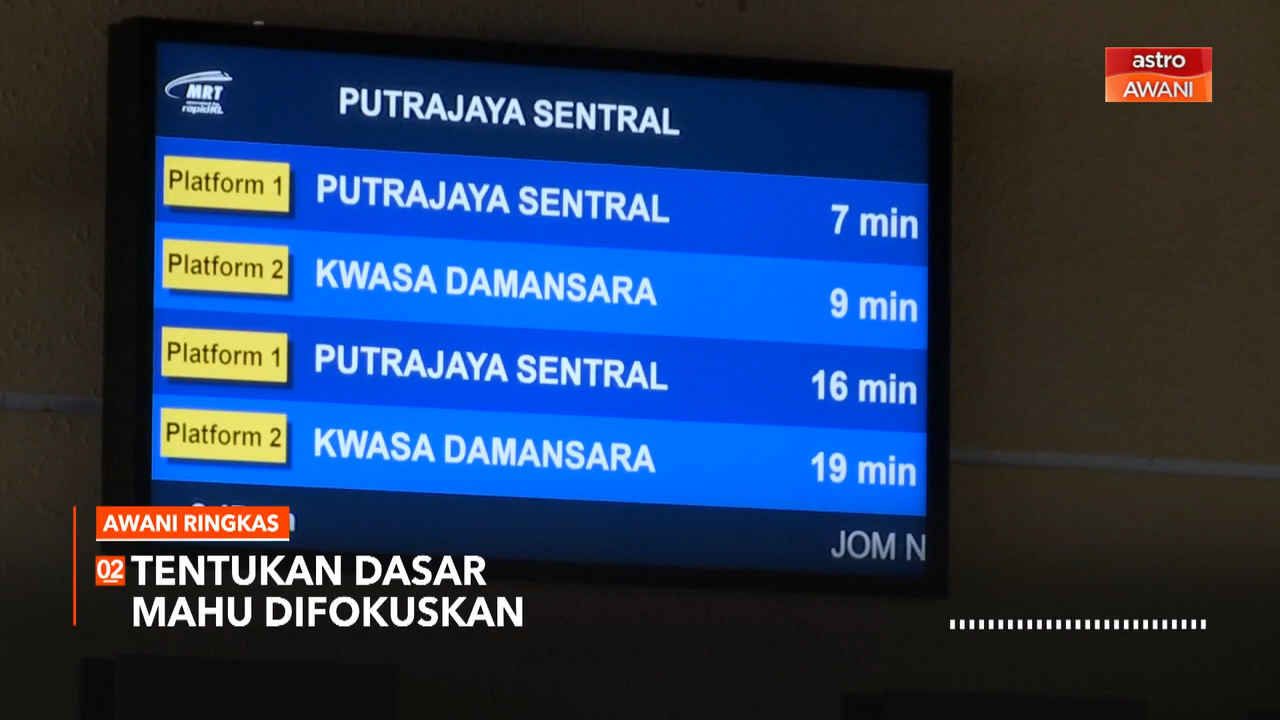 astro
AWANI
MRT
rapidKL
PUTRAJAYA SENTRAL
Platform 1 PUTRAJAYA SENTRAL 7 min
Platform 2 KWASA DAMANSARA 9 min
Platform 1 PUTRAJAYA SENTRAL 16 min
Platform 2 KWASA DAMANSARA 19 min
JOM N
AWANI RINGKAS
02 TENTUKAN DASAR
MAHU DIFOKUSKAN